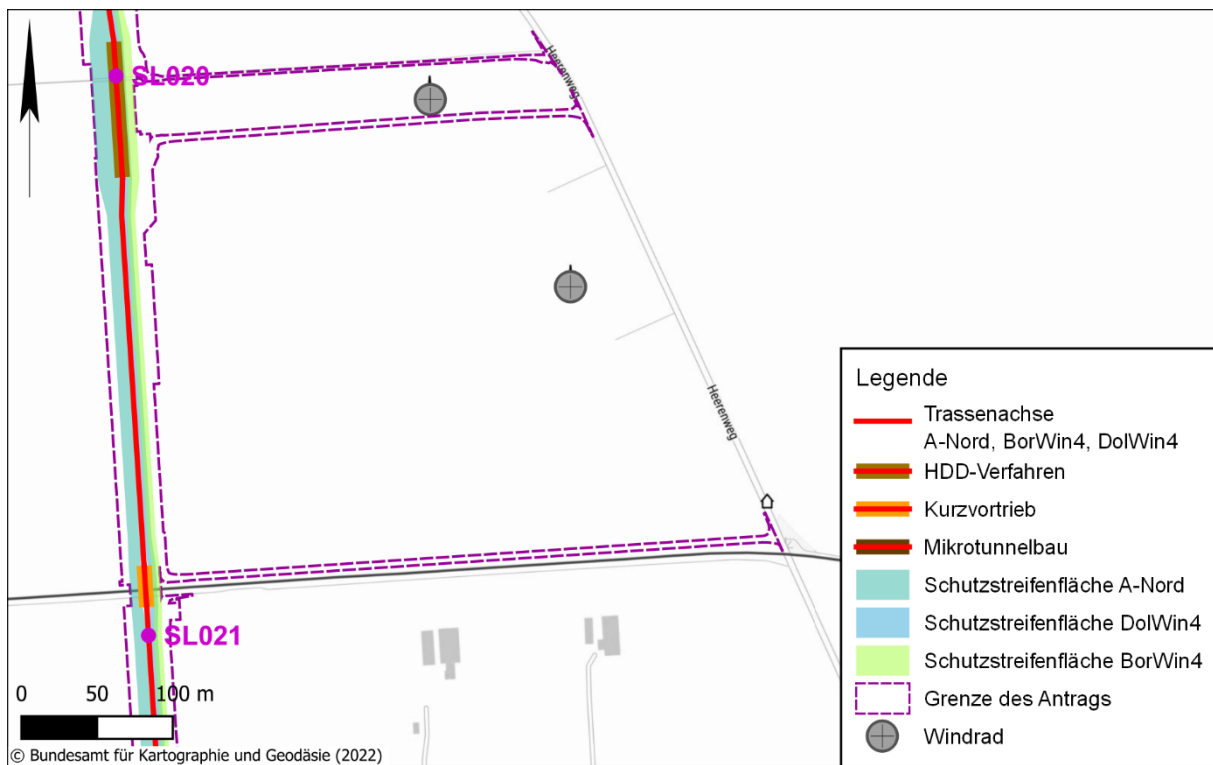 SL020
Heerenweg
Heerenweg
SL021
0 50 100 m
© Bundesamt für Kartographie und Geodäsie (2022)
Legende
Trassenachse
A-Nord, BorWin4, DolWin4
HDD-Verfahren
Kurzvortrieb
Mikrotunnelbau
Schutzstreifenfläche A-Nord
Schutzstreifenfläche DolWin4
Schutzstreifenfläche BorWin4
Grenze des Antrags
Windrad